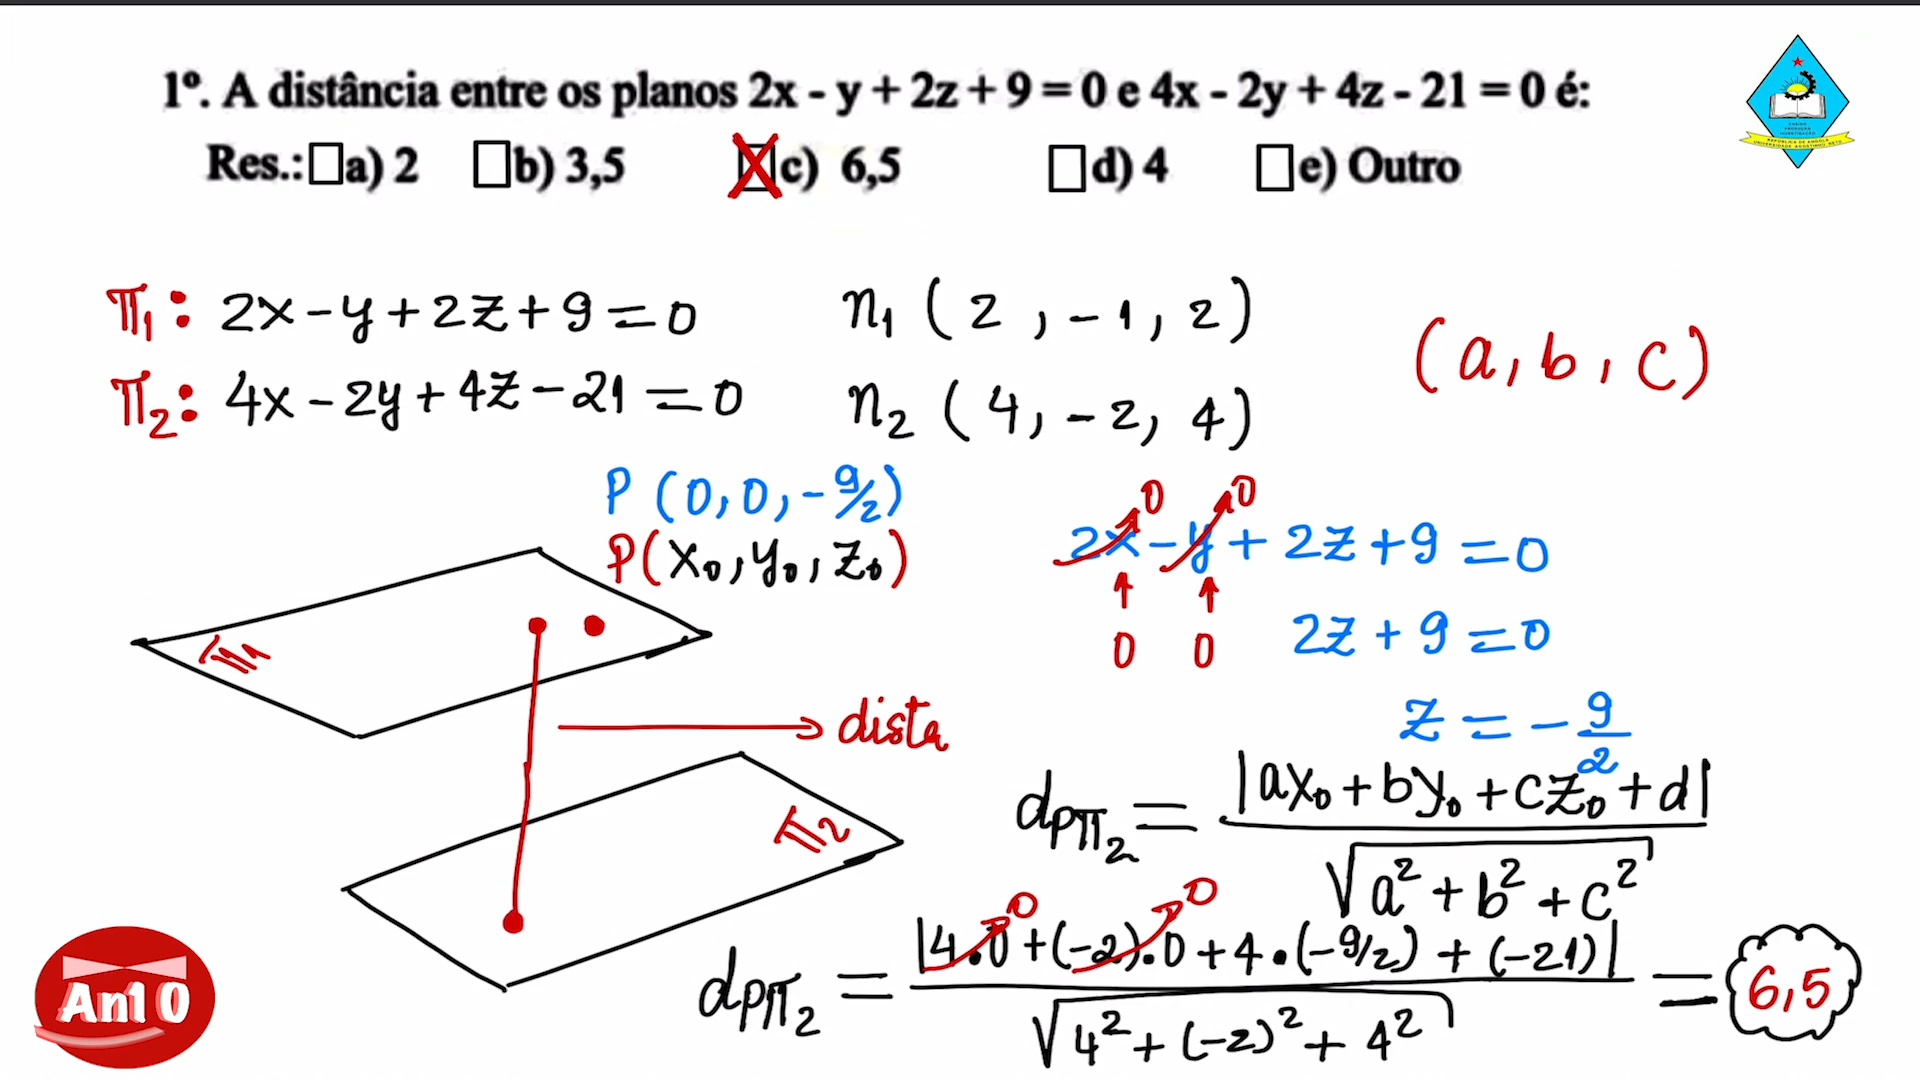 1º. A distância entre os planos 2x - y + 2z + 9 = 0 e 4x - 2y + 4z - 21 = 0 é:
Res.: a) 2 b) 3,5 c) 6,5 d) 4 e) Outro
π₁: 2x - y + 2z + 9 = 0 n₁ (2, -1, 2)
(a, b, c)
π₂: 4x - 2y + 4z - 21 = 0 n₂ (4, -2, 4)
P (0, 0, -9/2)
P(x₀, y₀, z₀)
0 0
2x - y + 2z + 9 = 0
0 0 2z + 9 = 0
z = -9/2
π₁
dista
π₂
dpπ₂ = |ax₀ + by₀ + cz₀ + d| / √a² + b² + c²
0 0
dpπ₂ = |4.0 + (-2).0 + 4.(-9/2) + (-21)| / √4² + (-2)² + 4² = 6,5
An10